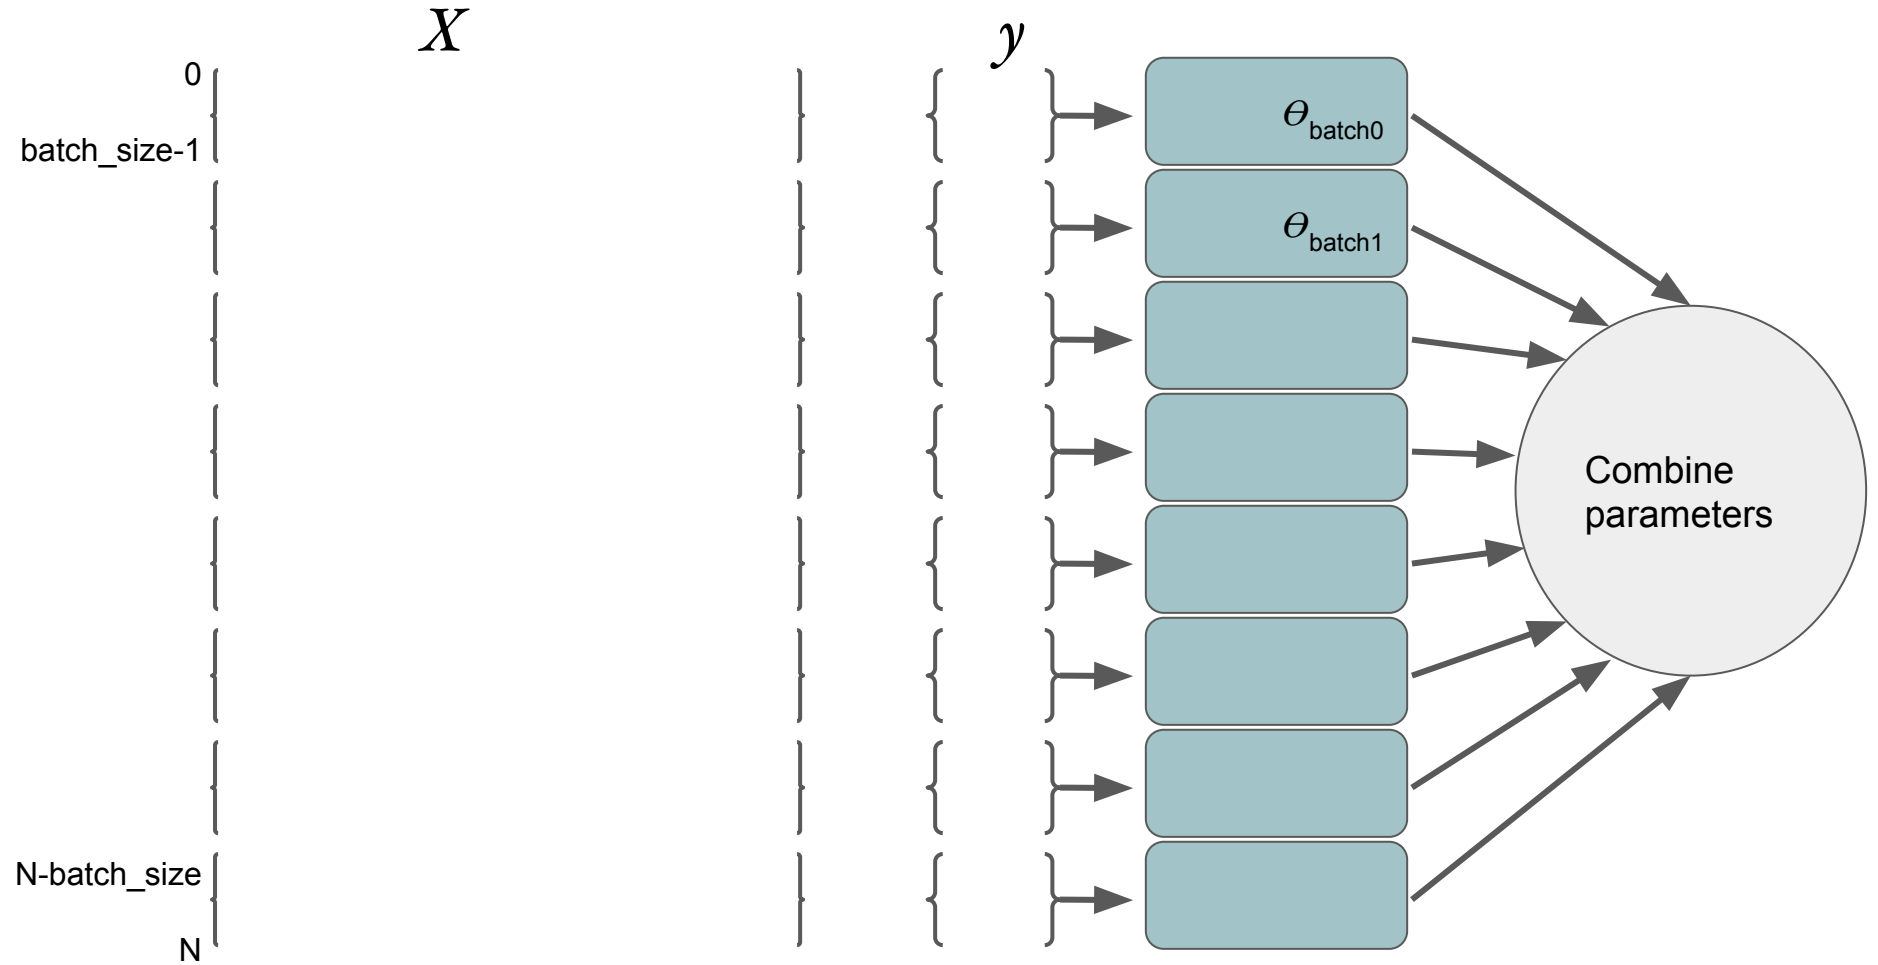 X
y
0
batch_size-1
θbatch0
θbatch1
Combine
parameters
N-batch_size
N